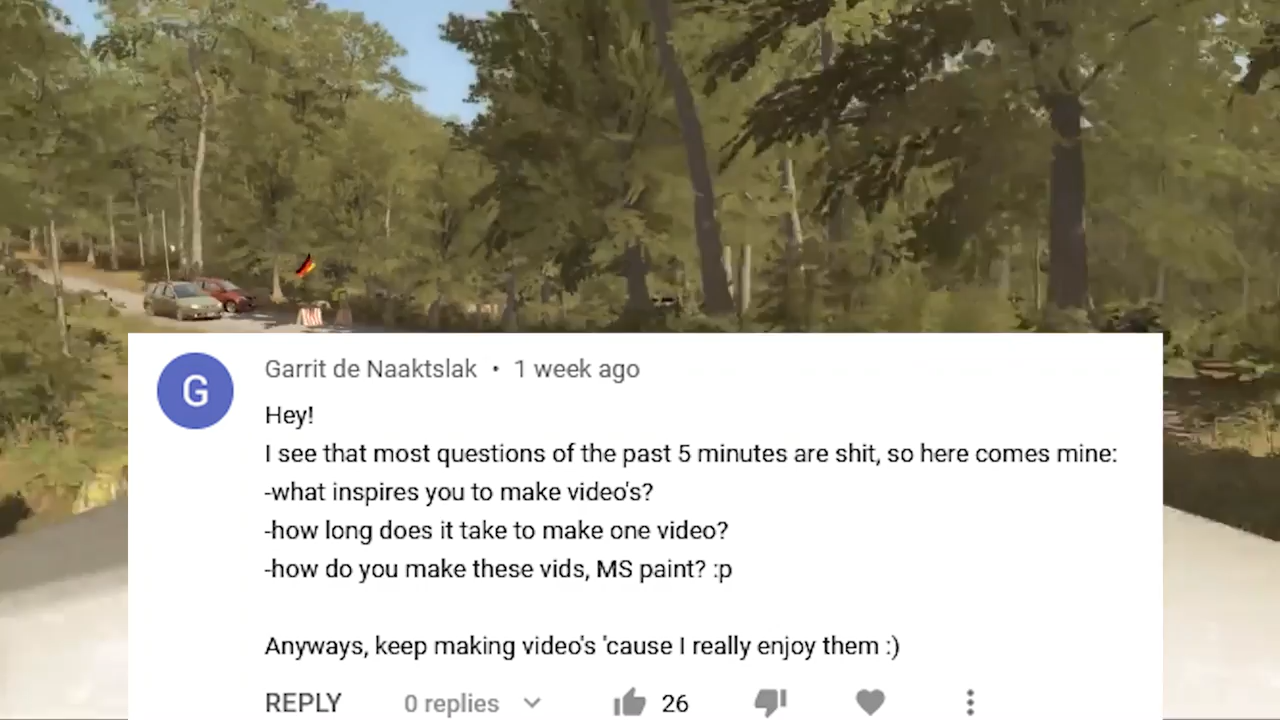 G
Garrit de Naaktslak • 1 week ago
Hey!
I see that most questions of the past 5 minutes are shit, so here comes mine:
-what inspires you to make video's?
-how long does it take to make one video?
-how do you make these vids, MS paint? :p
Anyways, keep making video's 'cause I really enjoy them :)
REPLY 0 replies 26